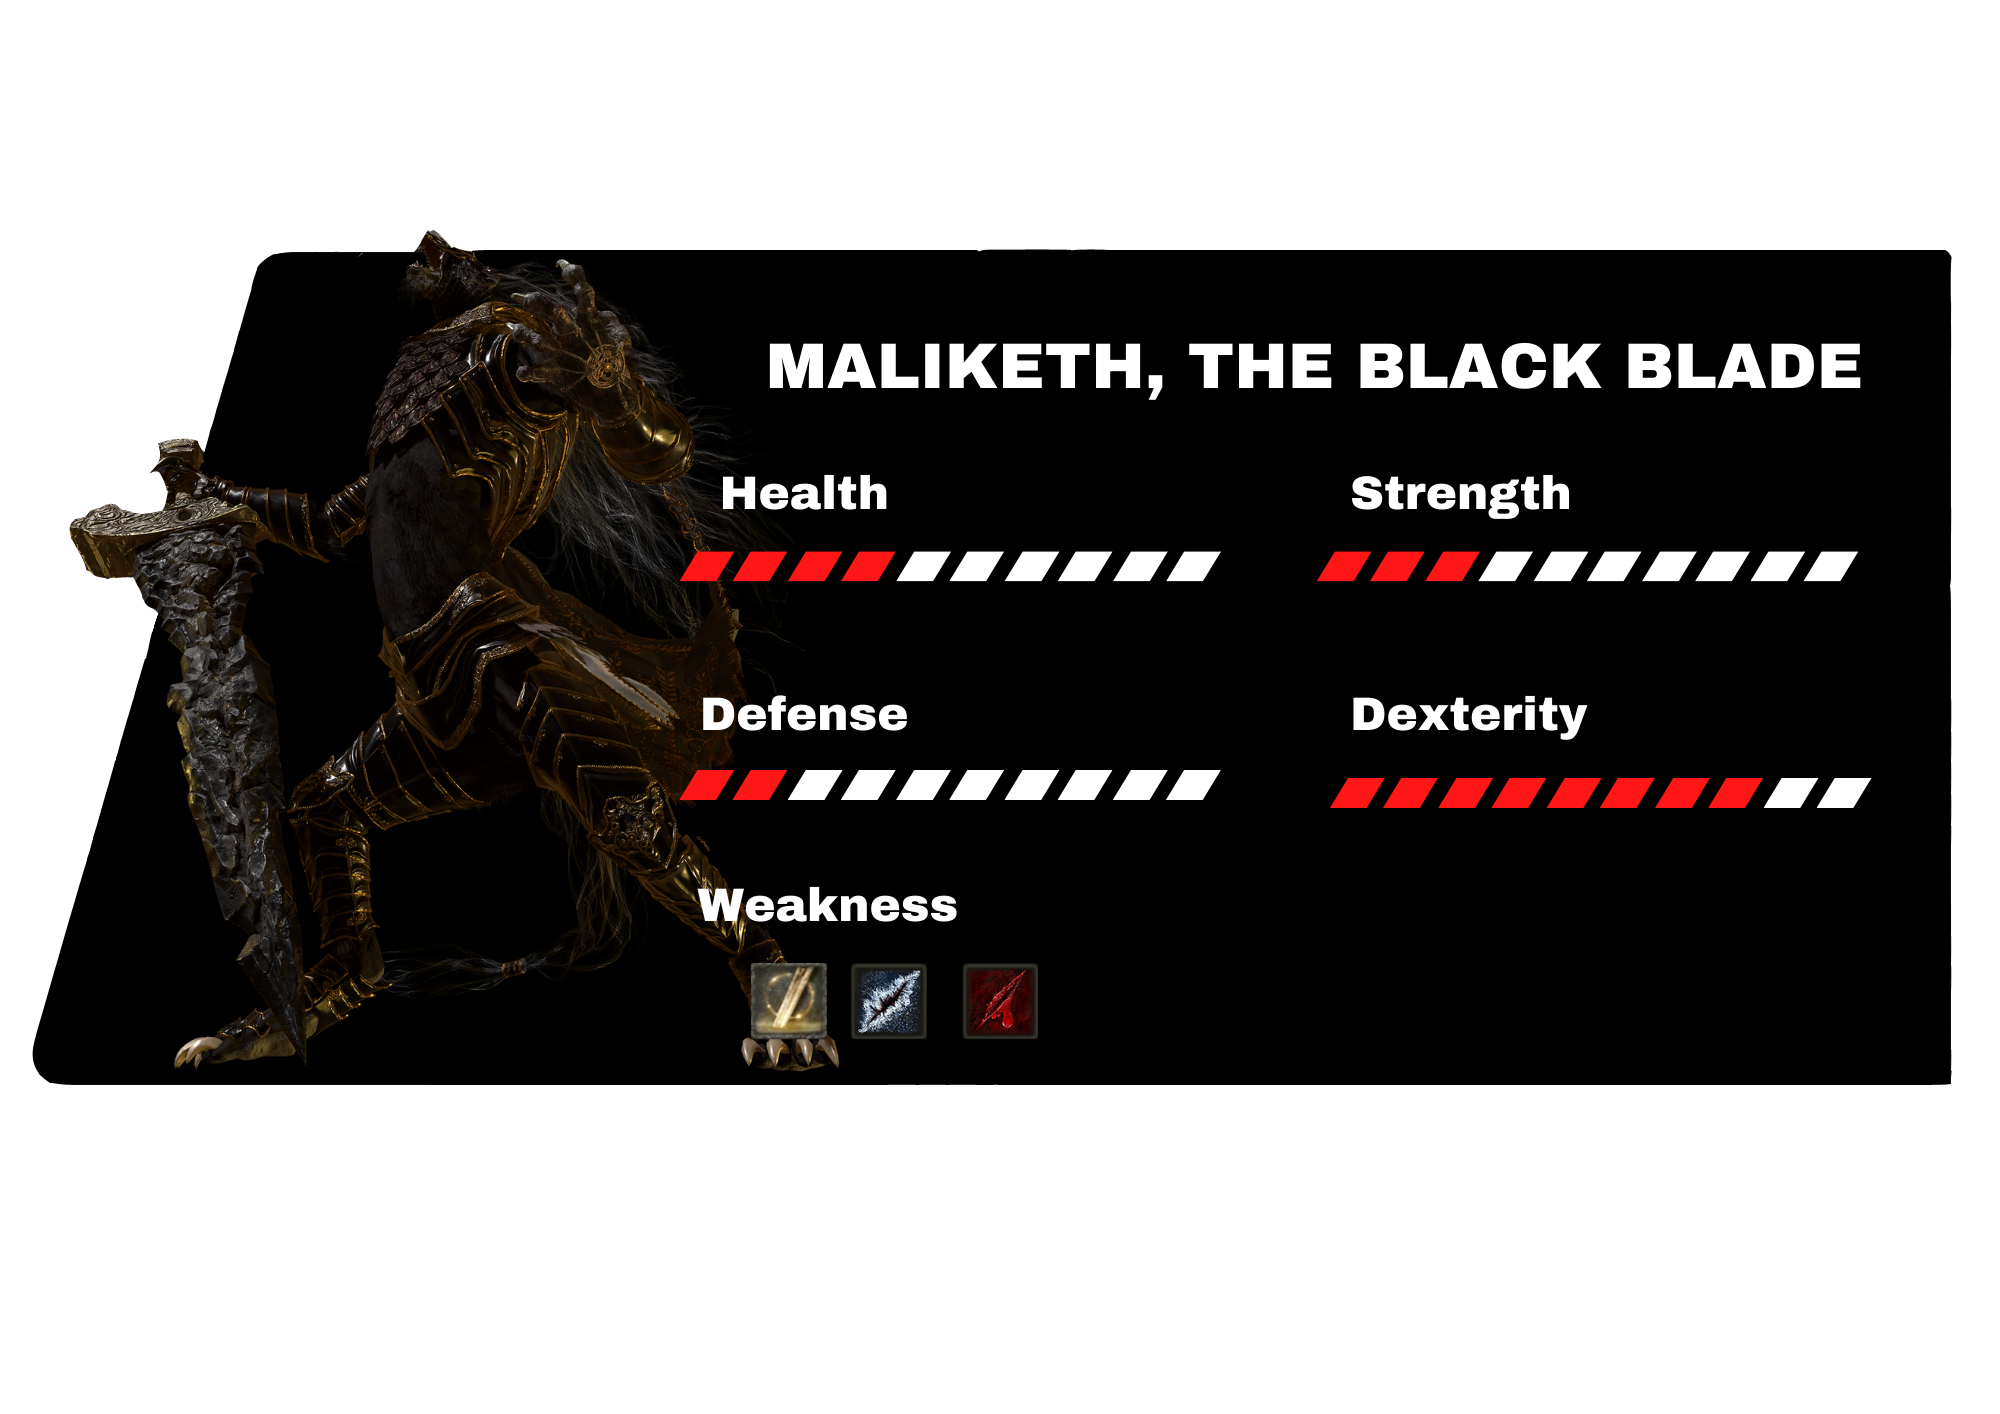 MALIKETH, THE BLACK BLADE
Health
Strength
Defense
Dexterity
Weakness